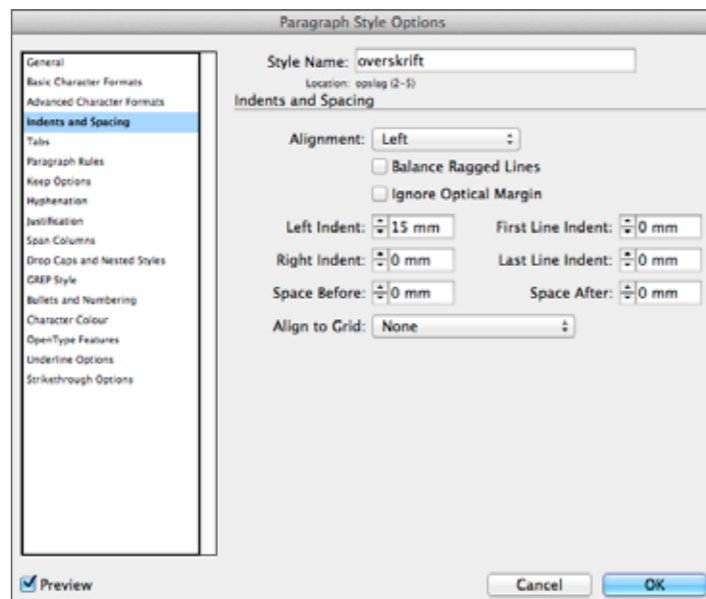 Paragraph Style Options
General
Basic Character Formats
Advanced Character Formats
Indents and Spacing
Tabs
Paragraph Rules
Keep Options
Hyphenation
Justification
Span Columns
Drop Caps and Nested Styles
GREP Style
Bullets and Numbering
Character Colour
OpenType Features
Underline Options
Strikethrough Options
Style Name: overskrift
Location: opslag (2-5)
Indents and Spacing
Alignment: Left
Balance Ragged Lines
Ignore Optical Margin
Left Indent: 15 mm First Line Indent: 0 mm
Right Indent: 0 mm Last Line Indent: 0 mm
Space Before: 0 mm Space After: 0 mm
Align to Grid: None
Preview Cancel OK